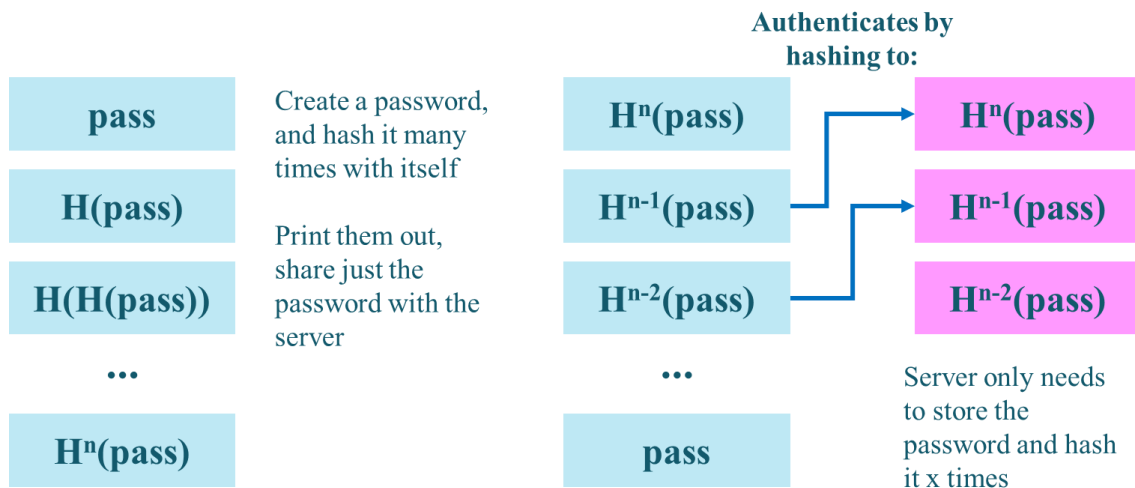 Authenticates by
hashing to:
pass
H(pass)
H(H(pass))
...
Hⁿ(pass)
Create a password,
and hash it many
times with itself
Print them out,
share just the
password with the
server
Hⁿ(pass)
Hⁿ⁻¹(pass)
Hⁿ⁻²(pass)
...
pass
Hⁿ(pass)
Hⁿ⁻¹(pass)
Hⁿ⁻²(pass)
Server only needs
to store the
password and hash
it x times